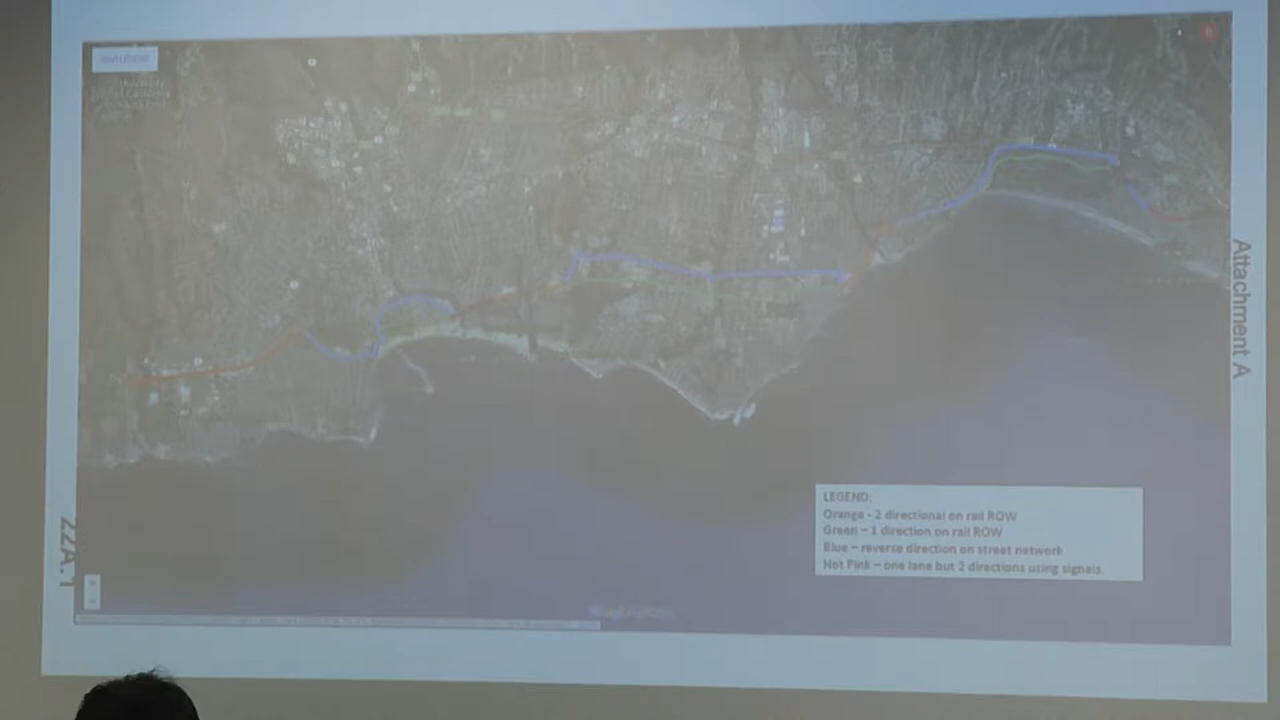 LEGEND:
Orange - 2 directional on rail ROW
Green – 1 direction on rail ROW
Blue – reverse direction on street network
Hot Pink – one lane but 2 directions using signals.
Attachment A
22A.1